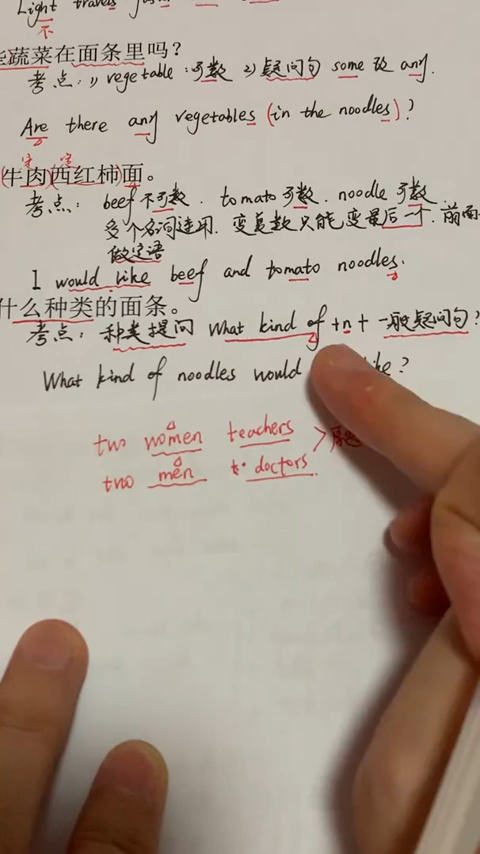 Light travels
不
些蔬菜在面条里吗?
考点: 1) vegetable: 可数 2) 疑问句 some 改 any.
Are there any vegetables (in the noodles)?
(牛肉)(西红柿)面。
考点: beef 不可数. tomato 可数. noodle 可数
多个名词连用. 变复数只能变最后一个. 前面
做定语
I would like beef and tomato noodles.
什么种类的面条。
考点: 种类提问 What kind of + n + 一般疑问句?
What kind of noodles would like?
two women teachers
two men doctors